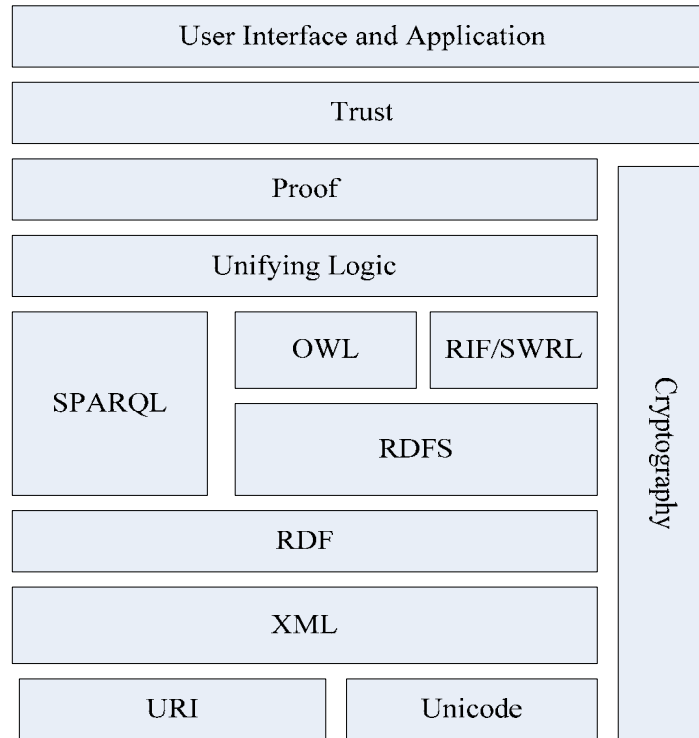 User Interface and Application
Trust
Proof
Unifying Logic
OWL
RIF/SWRL
SPARQL
RDFS
Cryptography
RDF
XML
URI
Unicode